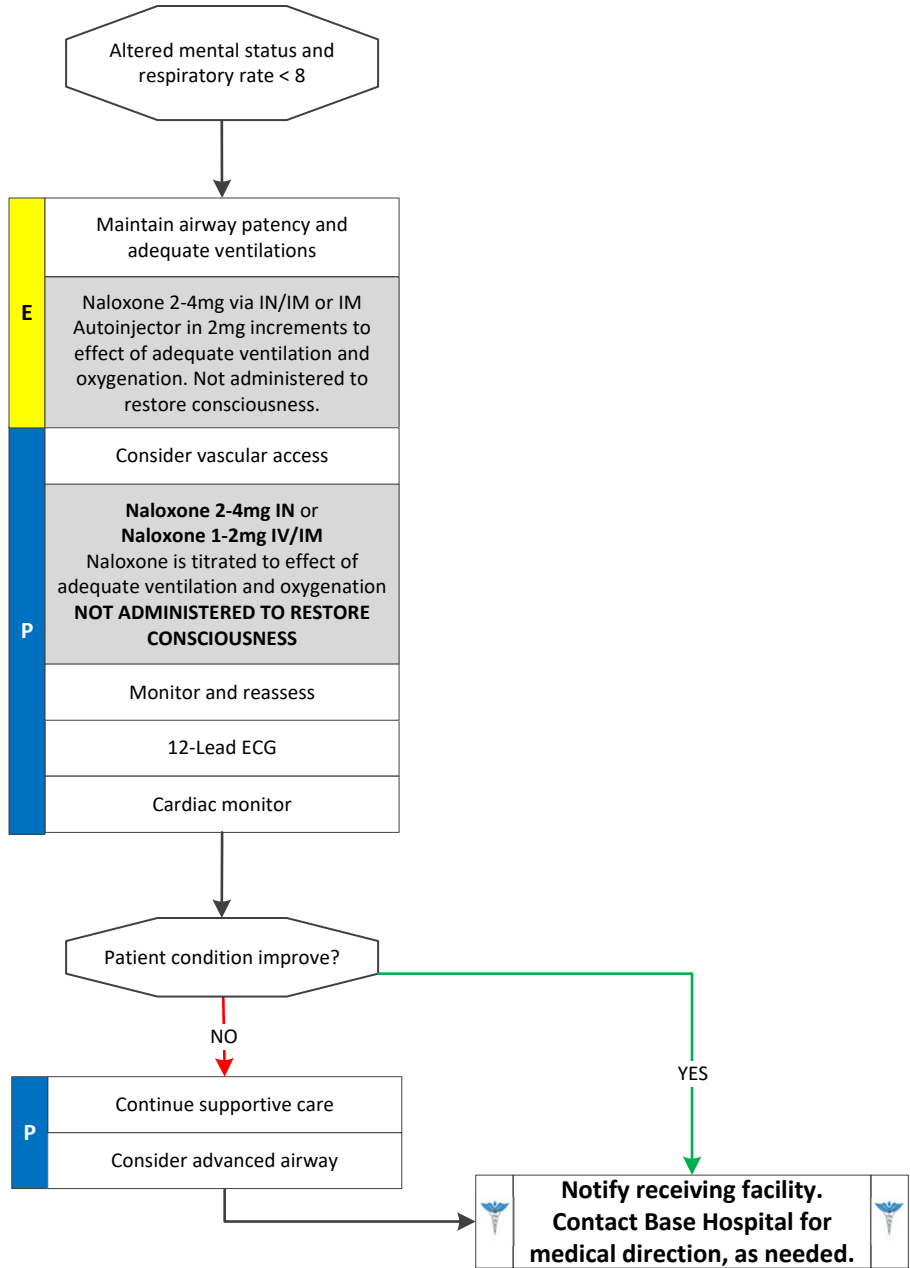 Altered mental status and
respiratory rate < 8
E
Maintain airway patency and
adequate ventilations
Naloxone 2-4mg via IN/IM or IM
Autoinjector in 2mg increments to
effect of adequate ventilation and
oxygenation. Not administered to
restore consciousness.
P
Consider vascular access
Naloxone 2-4mg IN or
Naloxone 1-2mg IV/IM
Naloxone is titrated to effect of
adequate ventilation and oxygenation
NOT ADMINISTERED TO RESTORE
CONSCIOUSNESS
Monitor and reassess
12-Lead ECG
Cardiac monitor
Patient condition improve?
NO
YES
P
Continue supportive care
Consider advanced airway
Notify receiving facility.
Contact Base Hospital for
medical direction, as needed.